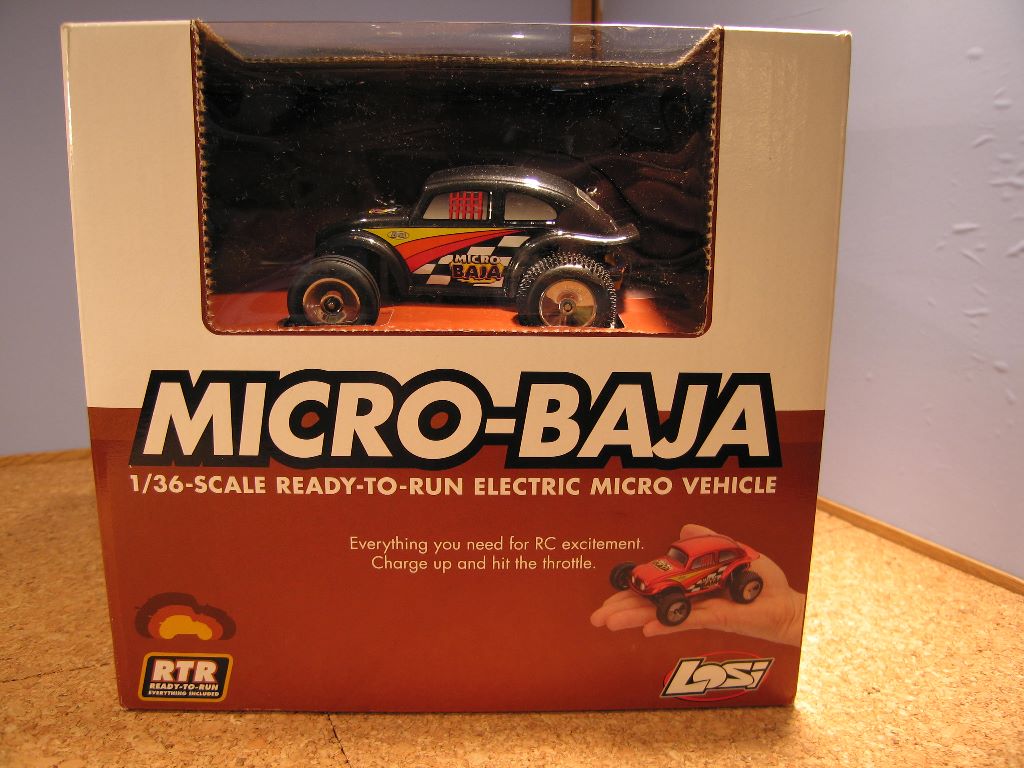 MICRO
BAJA
MICRO-BAJA
1/36-SCALE READY-TO-RUN ELECTRIC MICRO VEHICLE
Everything you need for RC excitement.
Charge up and hit the throttle.
RTR
READY-TO-RUN
EVERYTHING INCLUDED
LOSI